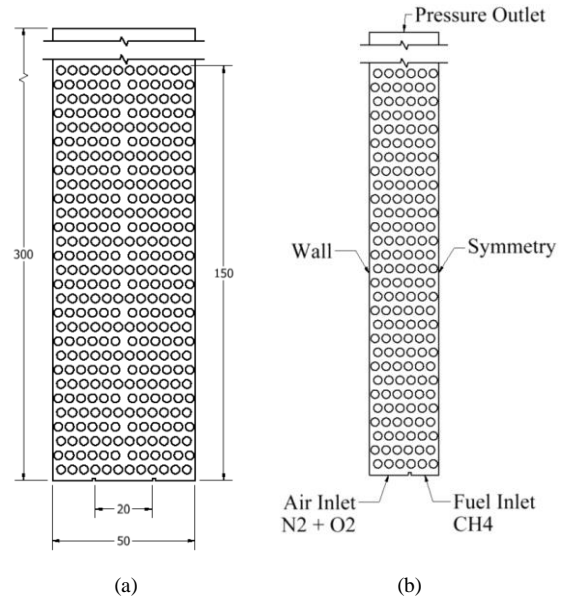 Pressure Outlet
300
150
Wall
Symmetry
20
50
Air Inlet
N2 + O2
Fuel Inlet
CH4
(a)
(b)